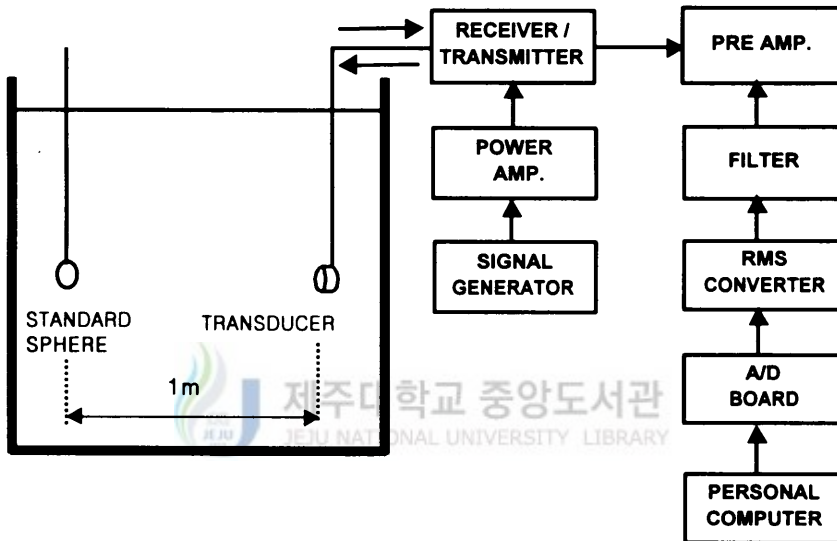 RECEIVER /
TRANSMITTER
PRE AMP.
POWER
AMP.
FILTER
SIGNAL
GENERATOR
RMS
CONVERTER
STANDARD
SPHERE
TRANSDUCER
1m
A/D
BOARD
제주대학교 중앙도서관
JEJU NATIONAL UNIVERSITY LIBRARY
JEJU
PERSONAL
COMPUTER